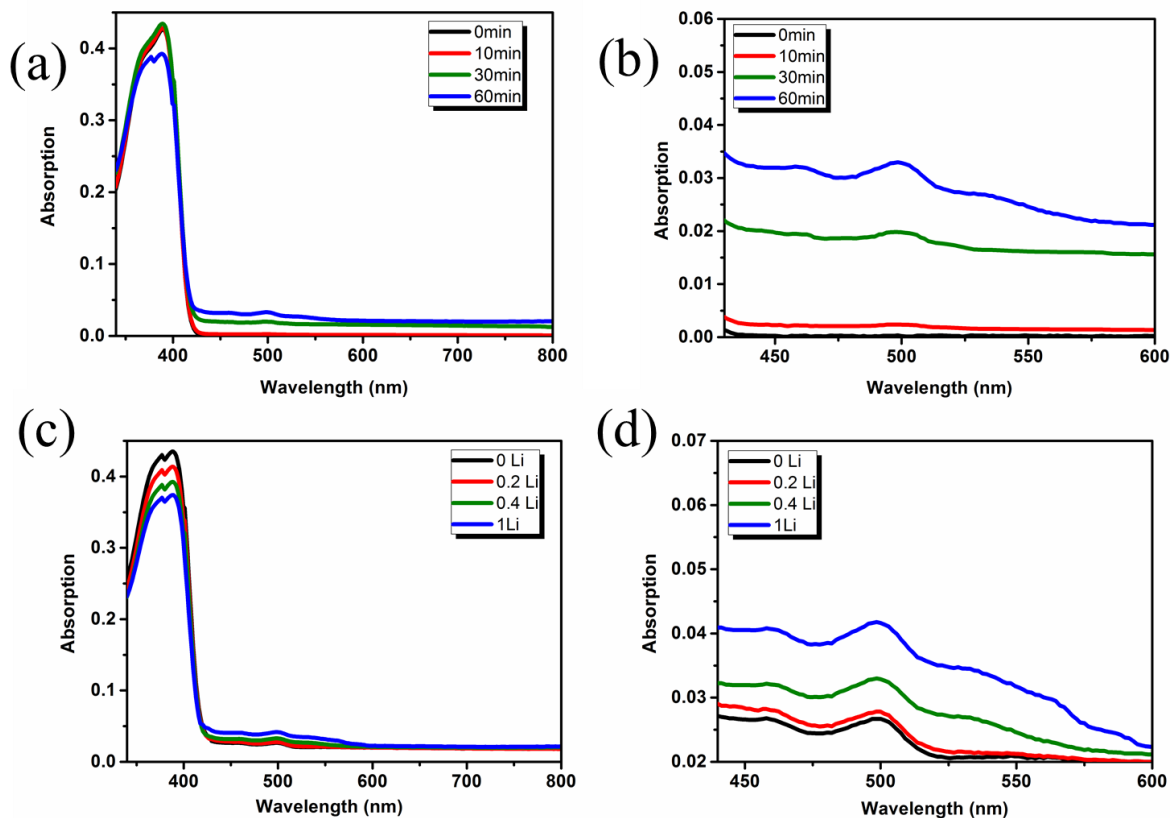 (a)
0min
10min
30min
60min
0.4
0.3
0.2
0.1
0.0
Absorption
400
500
600
700
800
Wavelength (nm)
(b)
0min
10min
30min
60min
0.06
0.05
0.04
0.03
0.02
0.01
0.00
Absorption
450
500
550
600
Wavelength (nm)
(c)
0 Li
0.2 Li
0.4 Li
1Li
0.4
0.3
0.2
0.1
0.0
Absorption
400
500
600
700
800
Wavelength (nm)
(d)
0 Li
0.2 Li
0.4 Li
1Li
0.07
0.06
0.05
0.04
0.03
0.02
Absorption
450
500
550
600
Wavelength (nm)